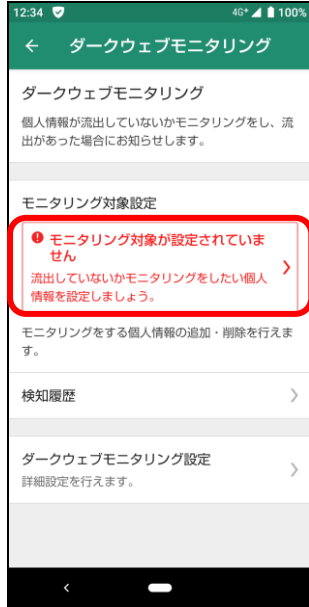 12:34 4G+ 100%
← ダークウェブモニタリング
ダークウェブモニタリング
個人情報が流出していないかモニタリングをし、流
出があった場合にお知らせします。
モニタリング対象設定
モニタリング対象が設定されていま
せん
流出していないかモニタリングをしたい個人
情報を設定しましょう。
モニタリングをする個人情報の追加・削除を行えま
す。
検知履歴
ダークウェブモニタリング設定
詳細設定を行えます。